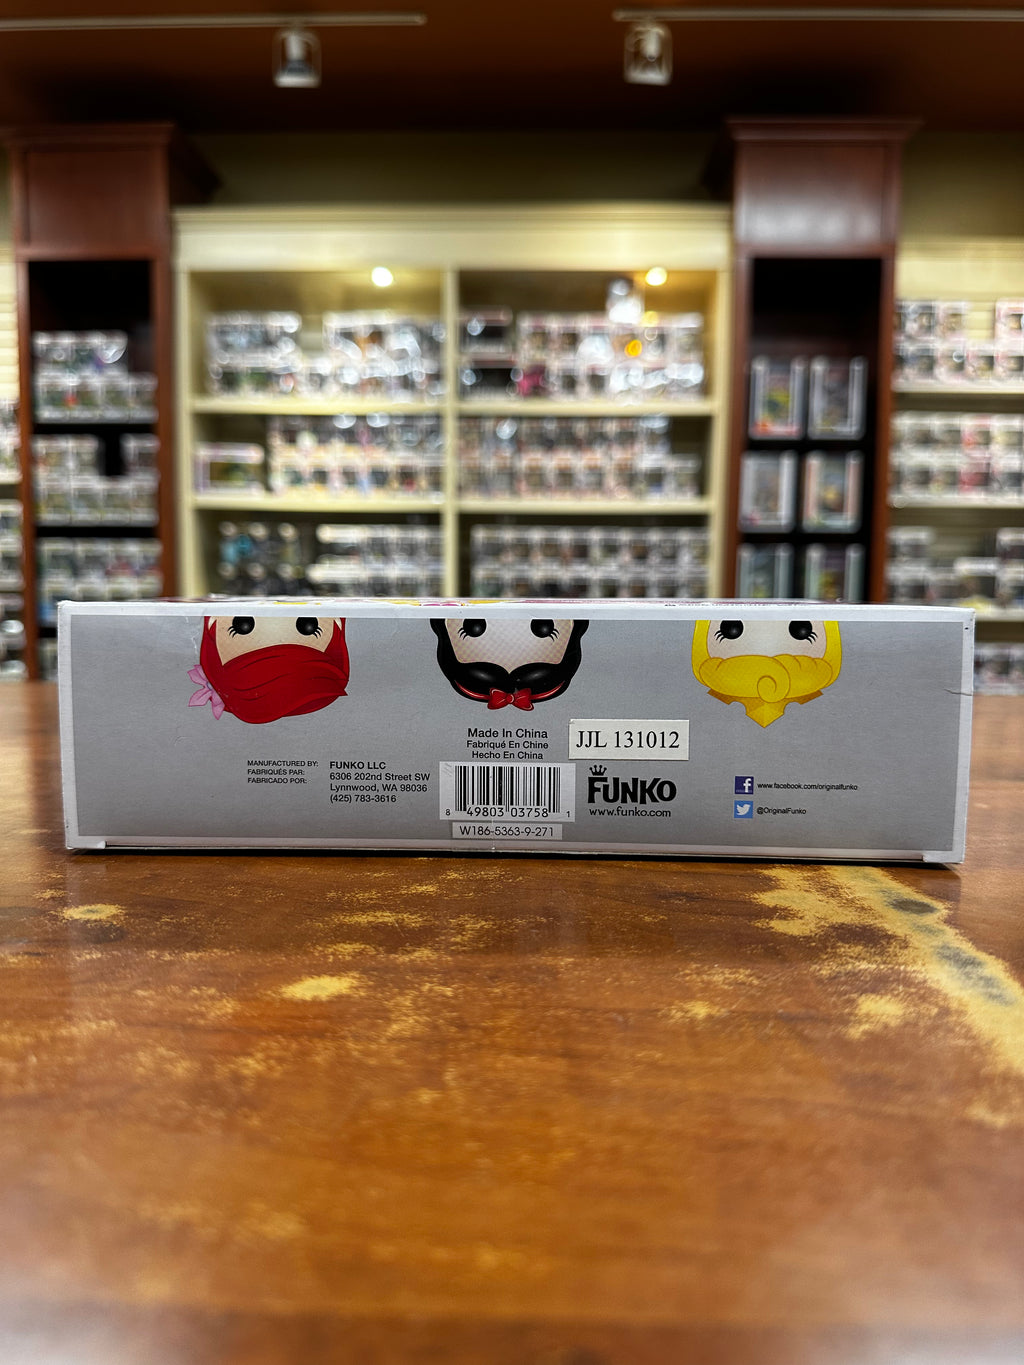 Made In China
Fabriqué En Chine
Hecho En China
JJL 131012
MANUFACTURED BY:
FABRIQUÉS PAR:
FABRICADO POR:
FUNKO LLC
6306 202nd Street SW
Lynnwood, WA 98036
(425) 783-3616
8 49803 03758 1
W186-5363-9-271
FUNKO
www.funko.com
f www.facebook.com/originalfunko
@OriginalFunko